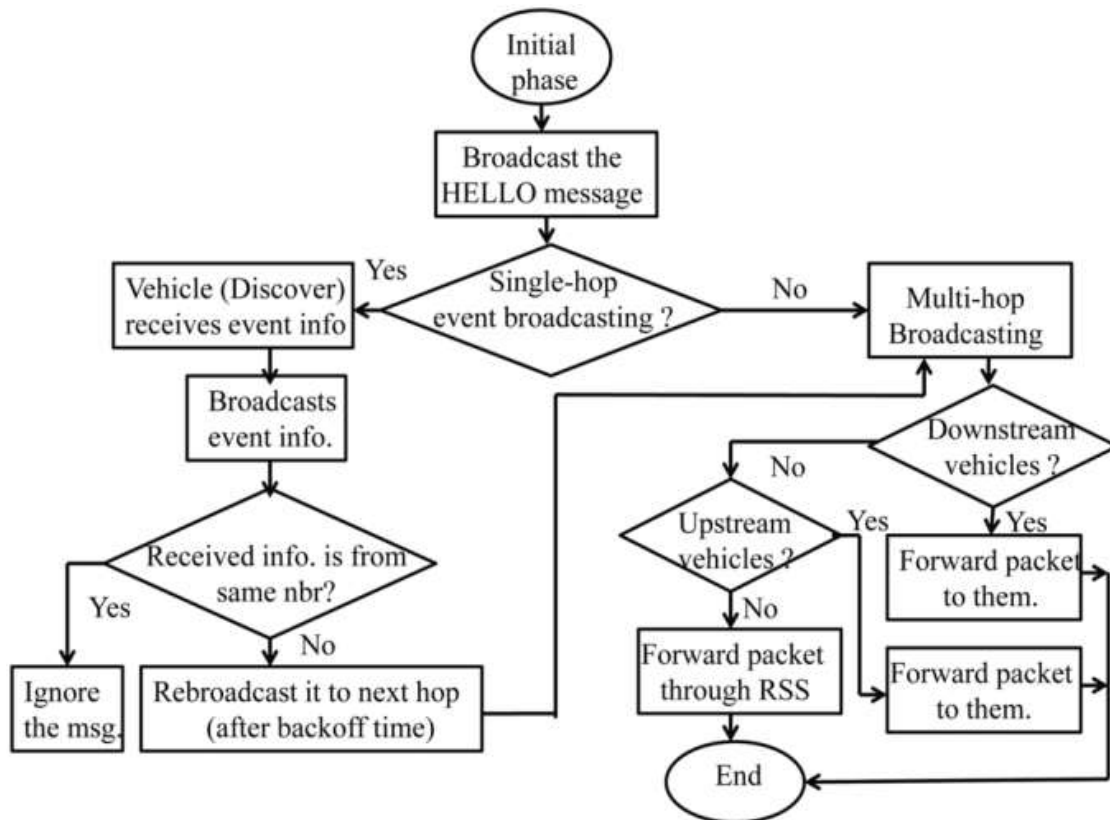 Initial
phase
Broadcast the
HELLO message
Single-hop
event broadcasting ?
Yes
No
Vehicle (Discover)
receives event info
Broadcasts
event info.
Received info. is from
same nbr?
Yes
No
Ignore
the msg.
Rebroadcast it to next hop
(after backoff time)
Multi-hop
Broadcasting
Downstream
vehicles ?
No
Yes
Upstream
vehicles ?
Yes
No
Forward packet
to them.
Forward packet
through RSS
Forward packet
to them.
End